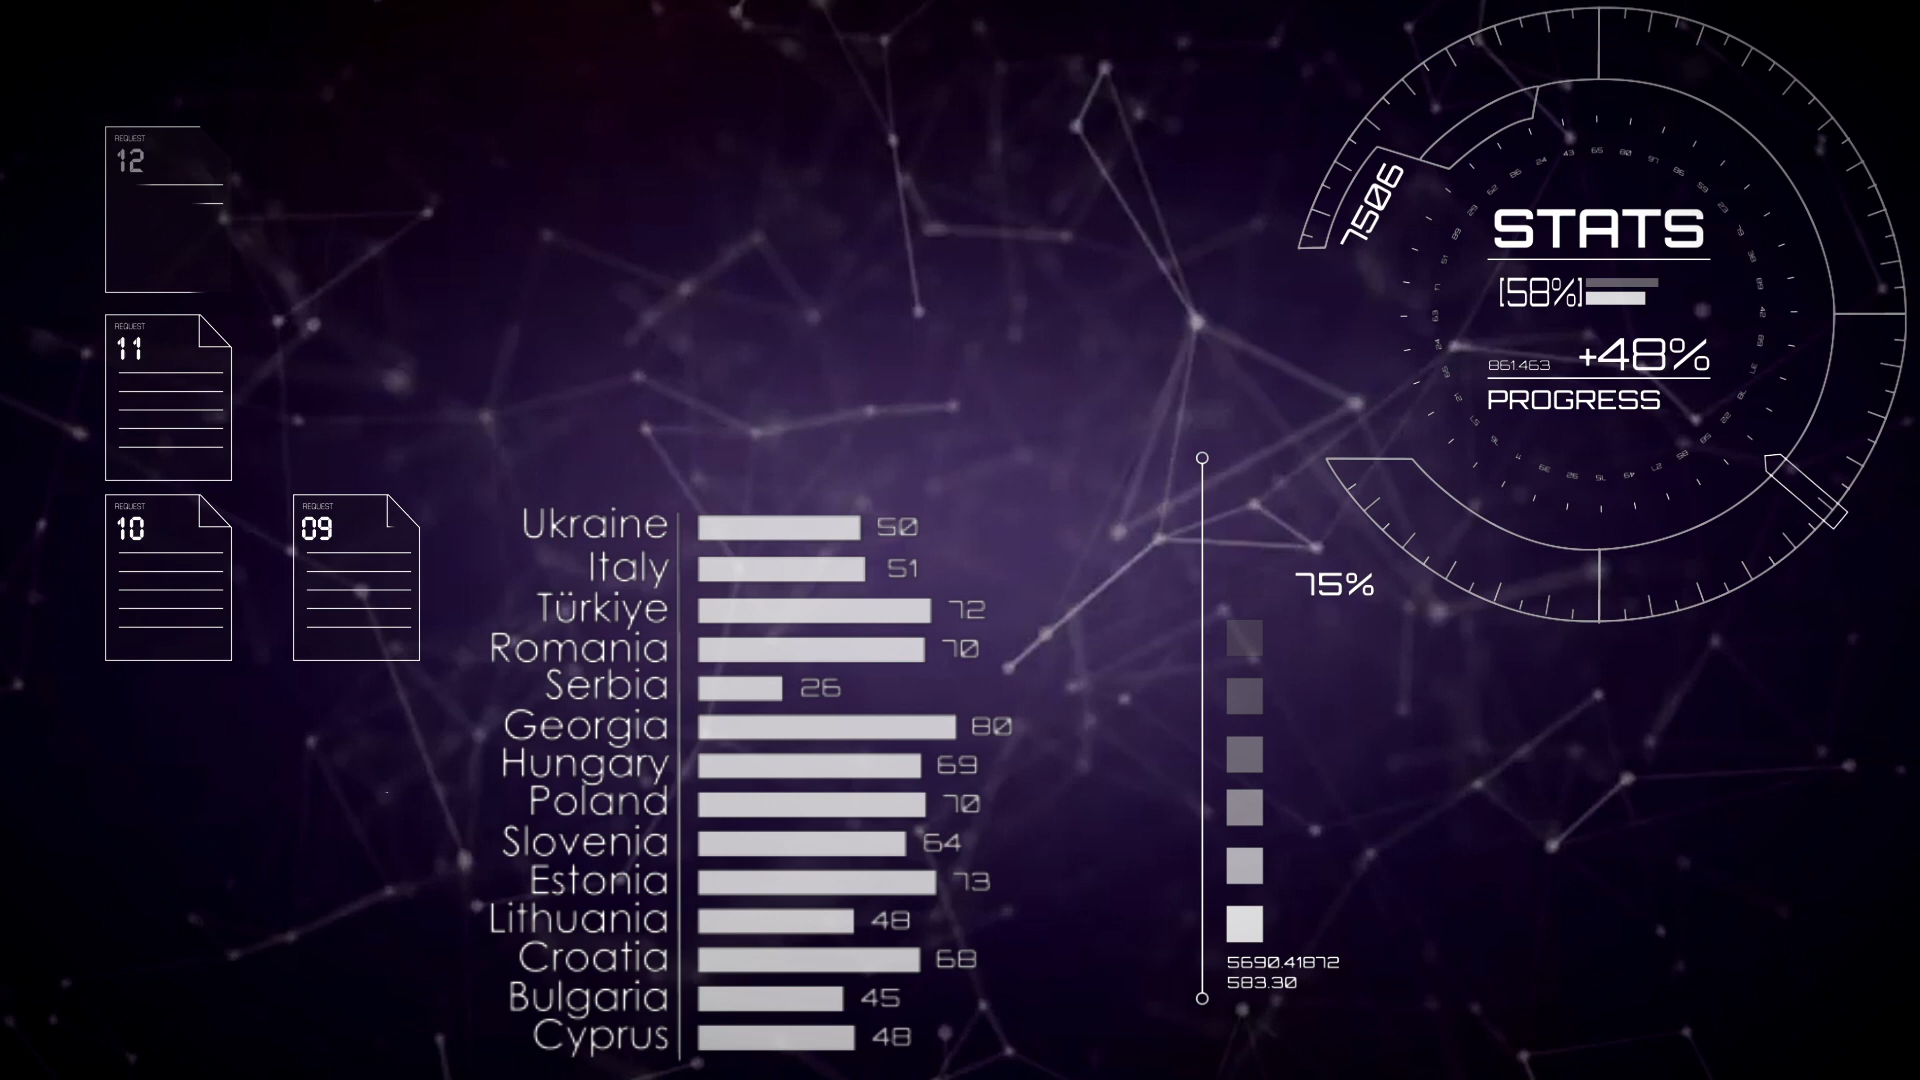 REQUEST
12
REQUEST
11
REQUEST
10
REQUEST
09
Ukraine 50
Italy 51
Türkiye 72
Romania 70
Serbia 26
Georgia 80
Hungary 69
Poland 70
Slovenia 64
Estonia 73
Lithuania 48
Croatia 68
Bulgaria 45
Cyprus 48
75%
5690.41872
583.30
7506
STATS
[58%]
861.463 +48%
PROGRESS